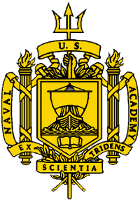 U. S.
NAVAL
ACADEMY
EX
SCIENTIA
TRIDENS